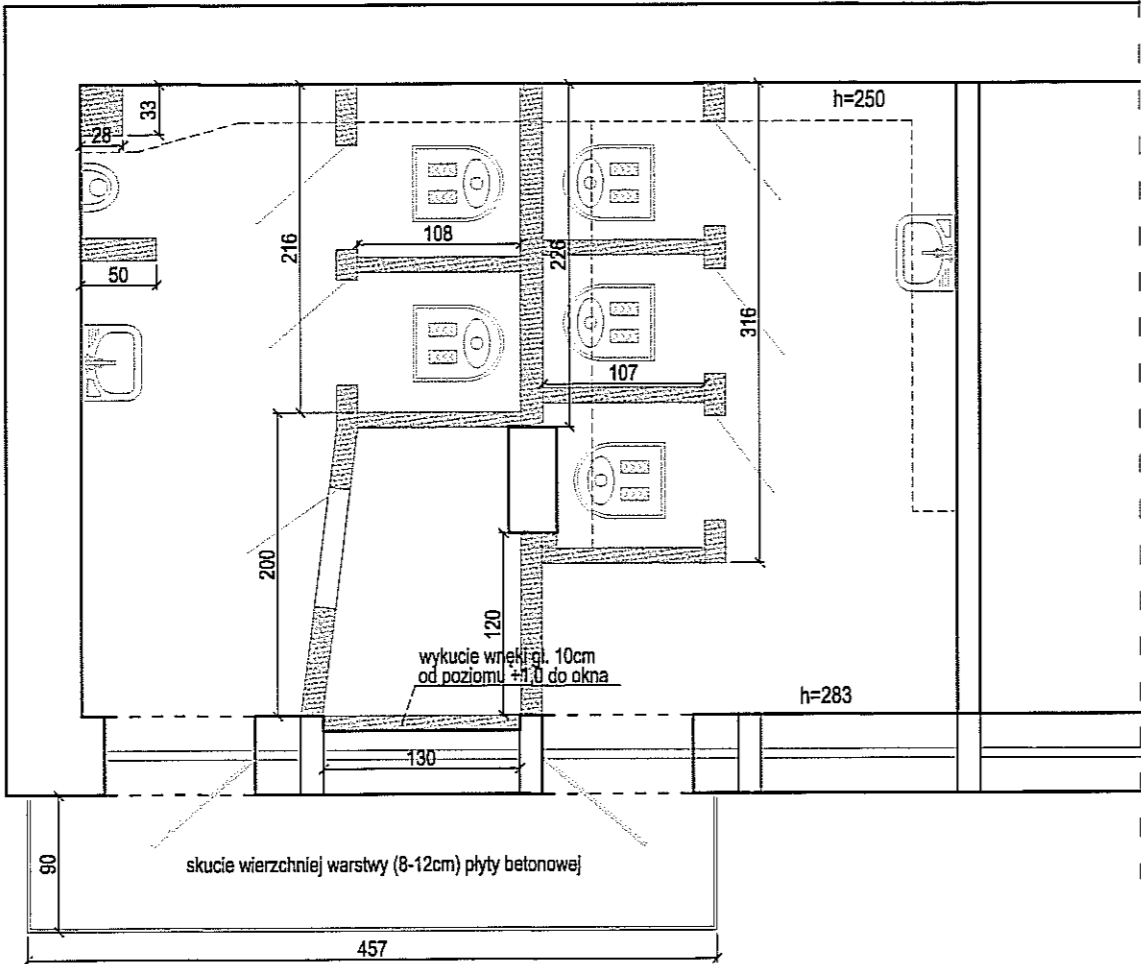 h=250
33
28
216
108
226
50
316
107
200
120
wykucie wnęki gł. 10cm
od poziomu +1,0 do okna
h=283
130
90
skucie wierzchniej warstwy (8-12cm) płyty betonowej
457